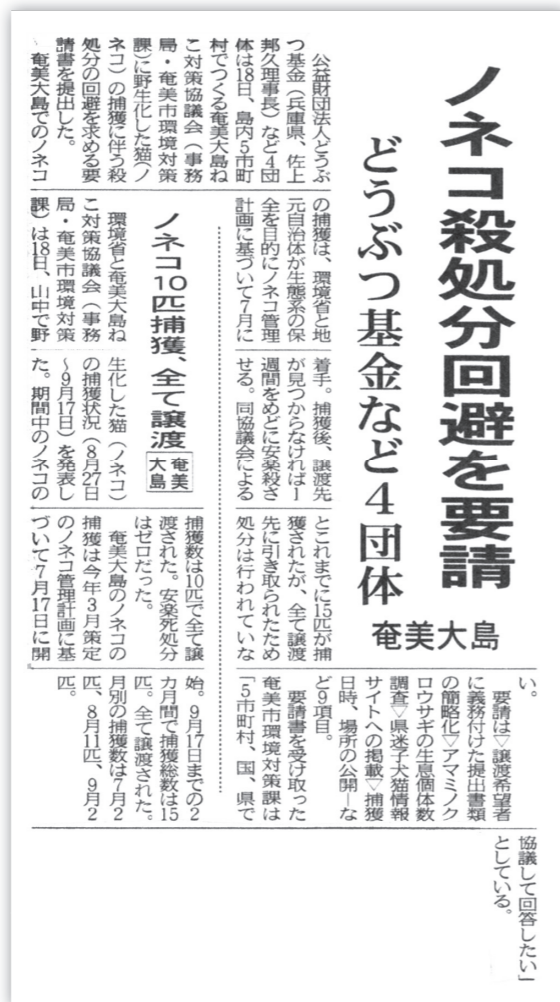 ノネコ殺処分回避を要請
どうぶつ基金など4団体
奄美大島
公益財団法人どうぶ
つ基金（兵庫県、佐上
邦久理事長）など4団
体は18日、島内5市町
村でつくる奄美大島ね
こ対策協議会（事務
局・奄美市環境対策
課）に野生化した猫（ノ
ネコ）の捕獲に伴う殺
処分の回避を求める要
請書を提出した。
奄美大島でのノネコ
の捕獲は、環境省と地
元自治体が生態系の保
全を目的にノネコ管理
計画に基づいて7月に
着手。捕獲後、譲渡先
が見つからなければ1
週間をめどに安楽殺さ
せる。同協議会による
とこれまでに15匹が捕
獲されたが、全て譲渡
先に引き取られたため
処分は行われていな
い。
要請は▽譲渡希望者
に義務付けた提出書類
の簡略化▽アマミノク
ロウサギの生息個体数
調査▽県迷子犬猫情報
サイトへの掲載▽捕獲
日時、場所の公開―な
ど9項目。
要請書を受け取った
奄美市環境対策課は
「5市町村、国、県で
協議して回答したい」
としている。
ノネコ10匹捕獲、全て譲渡
奄美大島
環境省と奄美大島ね
こ対策協議会（事務
局・奄美市環境対策
課）は18日、山中で野
生化した猫（ノネコ）
の捕獲状況（8月27日
～9月17日）を発表し
た。期間中のノネコの
捕獲数は10匹で全て譲
渡された。安楽死処分
はゼロだった。
奄美大島のノネコの
捕獲は今年3月策定
のノネコ管理計画に基
づいて7月17日に開
始。9月17日までの2
カ月間で捕獲総数は15
匹。全て譲渡された。
月別の捕獲数は7月2
匹、8月11匹、9月2
匹。